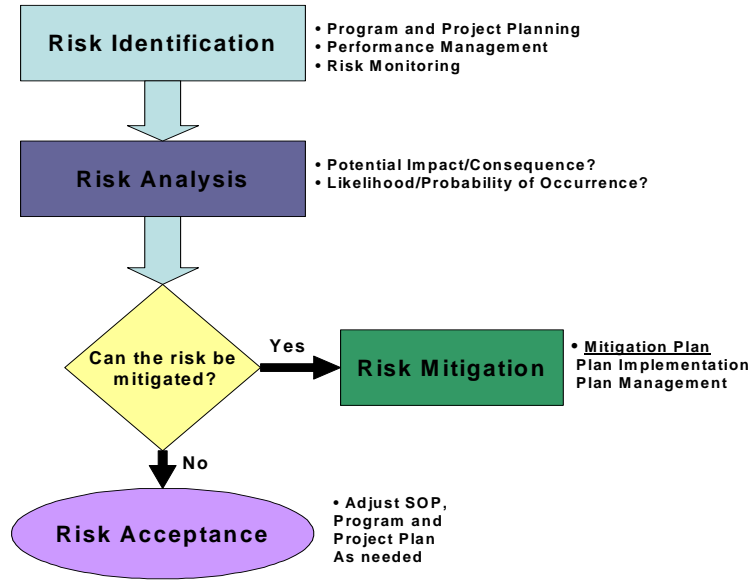 Risk Identification
• Program and Project Planning
• Performance Management
• Risk Monitoring
Risk Analysis
• Potential Impact/Consequence?
• Likelihood/Probability of Occurrence?
Can the risk be
mitigated?
Yes
Risk Mitigation
• Mitigation Plan
Plan Implementation
Plan Management
No
Risk Acceptance
• Adjust SOP,
Program and
Project Plan
As needed